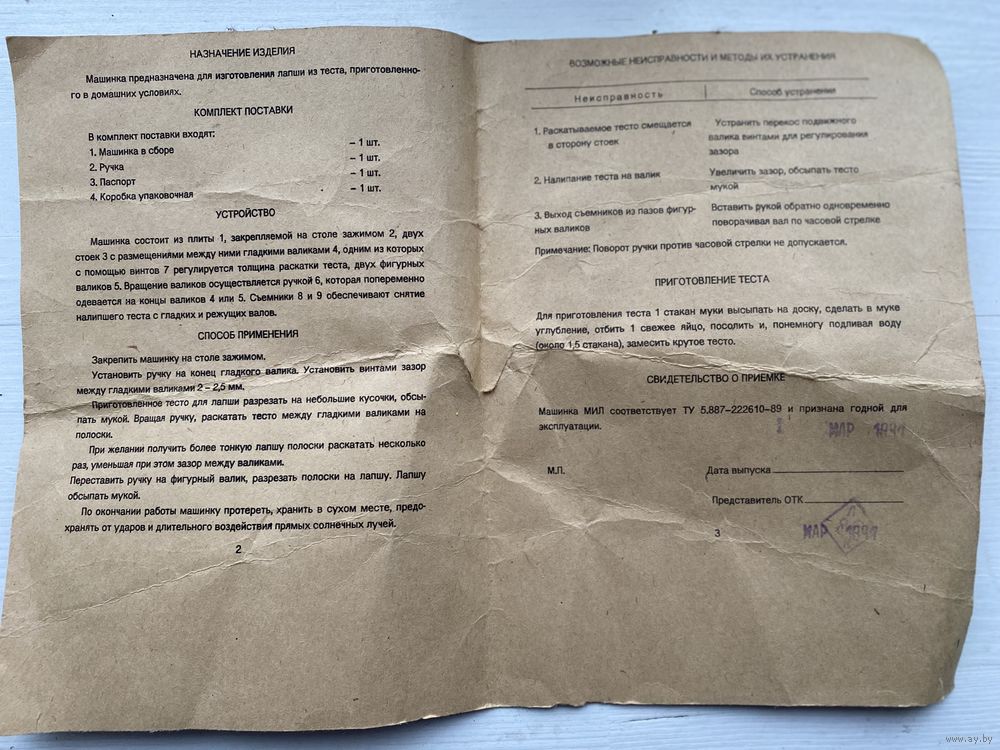 НАЗНАЧЕНИЕ ИЗДЕЛИЯ
Машинка предназначена для изготовления лапши из теста, приготовленно-
го в домашних условиях.
КОМПЛЕКТ ПОСТАВКИ
В комплект поставки входят:
1. Машинка в сборе – 1 шт.
2. Ручка – 1 шт.
3. Паспорт – 1 шт.
4. Коробка упаковочная – 1 шт.
УСТРОЙСТВО
Машинка состоит из плиты 1, закрепляемой на столе зажимом 2, двух
стоек 3 с размещениями между ними гладкими валиками 4, одним из которых
с помощью винтов 7 регулируется толщина раскатки теста, двух фигурных
валиков 5. Вращение валиков осуществляется ручкой 6, которая попеременно
одевается на концы валиков 4 или 5. Съемники 8 и 9 обеспечивают снятие
налипшего теста с гладких и режущих валов.
СПОСОБ ПРИМЕНЕНИЯ
Закрепить машинку на столе зажимом.
Установить ручку на конец гладкого валика. Установить винтами зазор
между гладкими валиками 2 – 2,5 мм.
Приготовленное тесто для лапши разрезать на небольшие кусочки, обсы-
пать мукой. Вращая ручку, раскатать тесто между гладкими валиками на
полоски.
При желании получить более тонкую лапшу полоски раскатать несколько
раз, уменьшая при этом зазор между валиками.
Переставить ручку на фигурный валик, разрезать полоски на лапшу. Лапшу
обсыпать мукой.
По окончании работы машинку протереть, хранить в сухом месте, предо-
хранять от ударов и длительного воздействия прямых солнечных лучей.
2
ВОЗМОЖНЫЕ НЕИСПРАВНОСТИ И МЕТОДЫ ИХ УСТРАНЕНИЯ
Неисправность Способ устранения
1. Раскатываемое тесто смещается Устранить перекос подвижного
в сторону стоек валика винтами для регулирования
зазора
2. Налипание теста на валик Увеличить зазор, обсыпать тесто
мукой
3. Выход съемников из пазов фигур- Вставить рукой обратно одновременно
ных валиков поворачивая вал по часовой стрелке
Примечание: Поворот ручки против часовой стрелки не допускается.
ПРИГОТОВЛЕНИЕ ТЕСТА
Для приготовления теста 1 стакан муки высыпать на доску, сделать в муке
углубление, отбить 1 свежее яйцо, посолить и, понемногу подливая воду
(около 1,5 стакана), замесить крутое тесто.
СВИДЕТЕЛЬСТВО О ПРИЕМКЕ
Машинка МИЛ соответствует ТУ 5.887–222610–89 и признана годной для
эксплуатации.
МАР 1991
М.П. Дата выпуска
Представитель ОТК
3
МАР 1991
www.ay.by